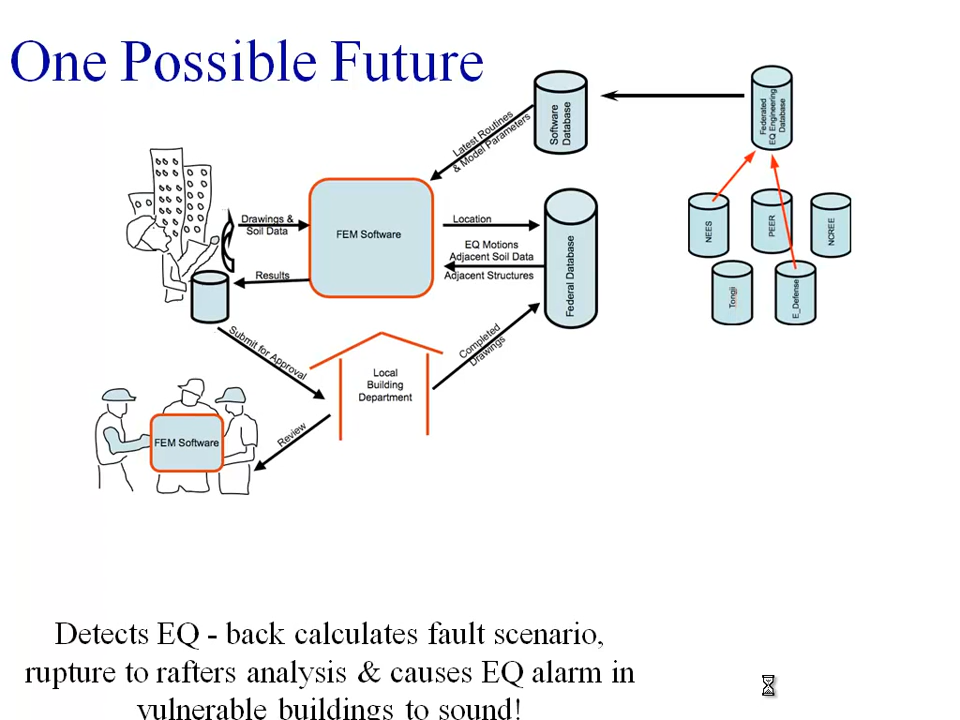 One Possible Future
Software
Database
Federated
EQ Engineering
Database
Latest Routines
& Model Parameters
Drawings &
Soil Data
FEM Software
Location
EQ Motions
Adjacent Soil Data
Adjacent Structures
Federal Database
NEES
PEER
NCREE
Tongji
E_Defense
Results
Submit for Approval
Local
Building
Department
Completed
Drawings
Review
FEM Software
Detects EQ - back calculates fault scenario,
rupture to rafters analysis & causes EQ alarm in
vulnerable buildings to sound!